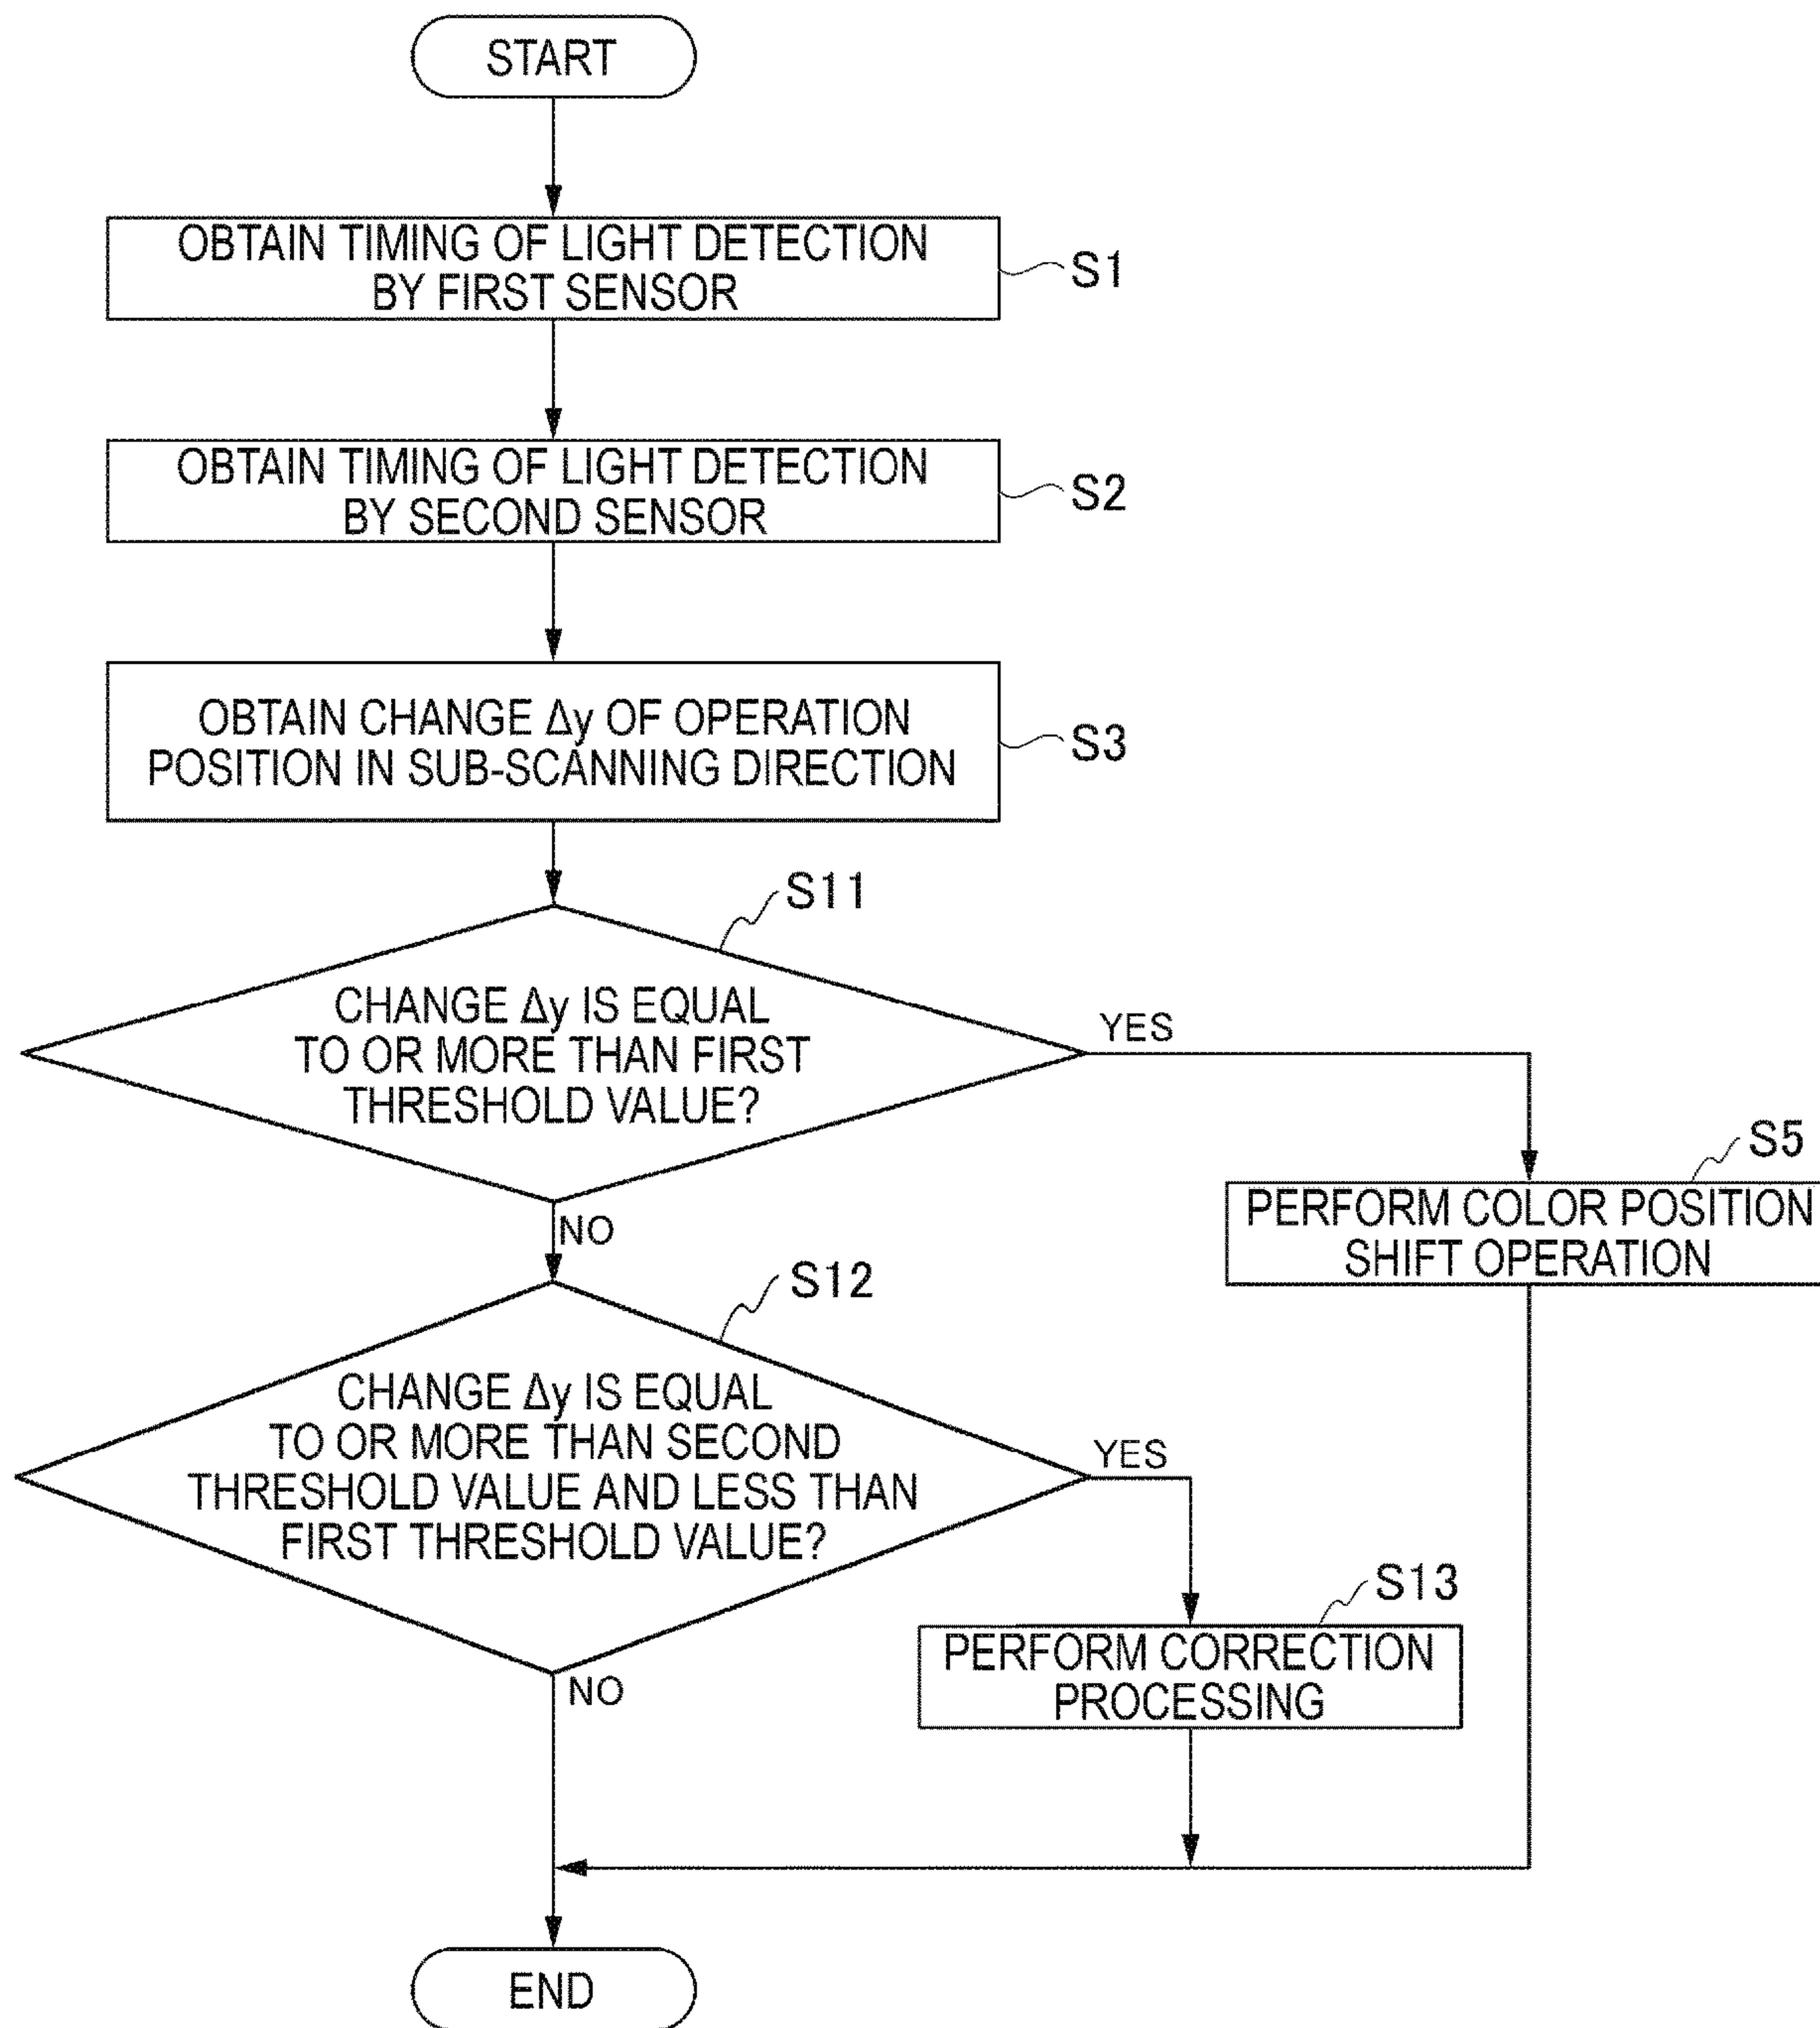 START
OBTAIN TIMING OF LIGHT DETECTION
BY FIRST SENSOR
S1
OBTAIN TIMING OF LIGHT DETECTION
BY SECOND SENSOR
S2
OBTAIN CHANGE Δy OF OPERATION
POSITION IN SUB-SCANNING DIRECTION
S3
S11
CHANGE Δy IS EQUAL
TO OR MORE THAN FIRST
THRESHOLD VALUE?
YES
NO
S5
PERFORM COLOR POSITION
SHIFT OPERATION
S12
CHANGE Δy IS EQUAL
TO OR MORE THAN SECOND
THRESHOLD VALUE AND LESS THAN
FIRST THRESHOLD VALUE?
YES
NO
S13
PERFORM CORRECTION
PROCESSING
END